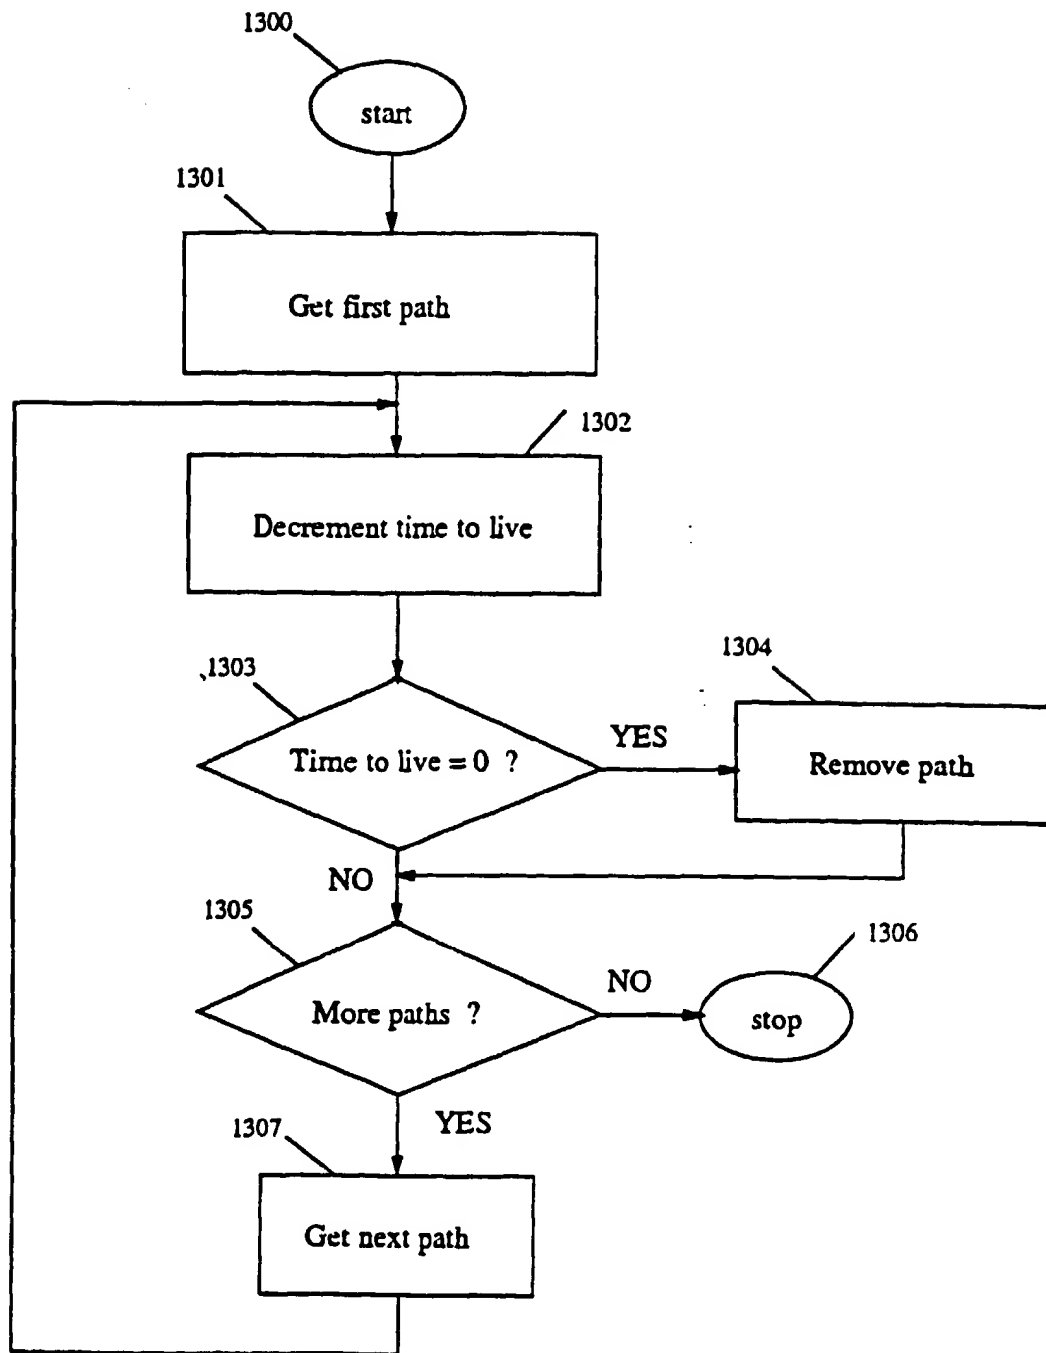 1300
start
1301
Get first path
1302
Decrement time to live
1303
Time to live = 0 ?
YES
1304
Remove path
NO
1305
More paths ?
NO
1306
stop
YES
1307
Get next path